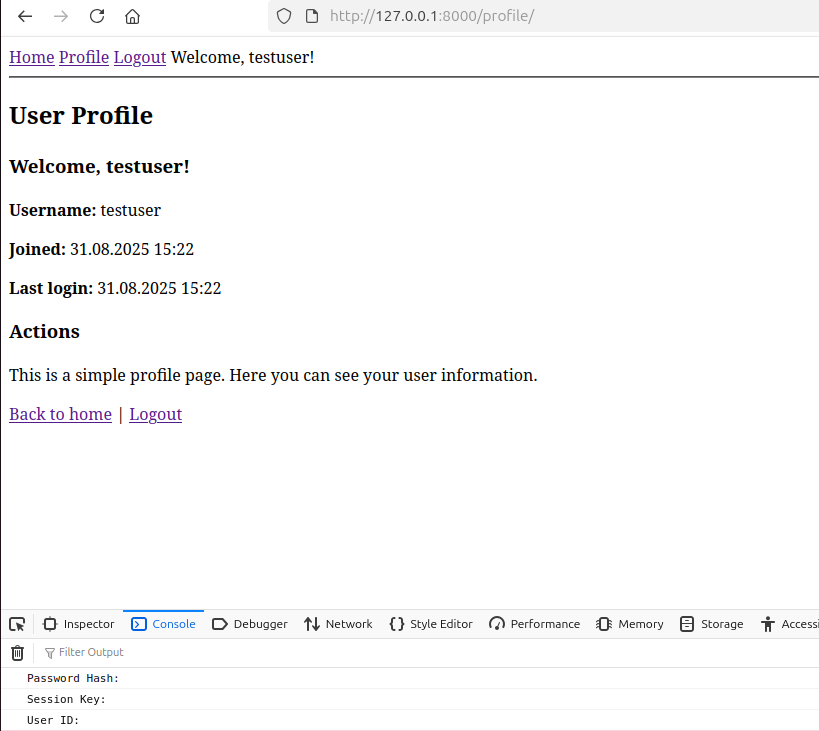 http://127.0.0.1:8000/profile/
Home Profile Logout Welcome, testuser!
User Profile
Welcome, testuser!
Username: testuser
Joined: 31.08.2025 15:22
Last login: 31.08.2025 15:22
Actions
This is a simple profile page. Here you can see your user information.
Back to home | Logout
Inspector Console Debugger Network Style Editor Performance Memory Storage Accessi
Filter Output
Password Hash:
Session Key:
User ID: